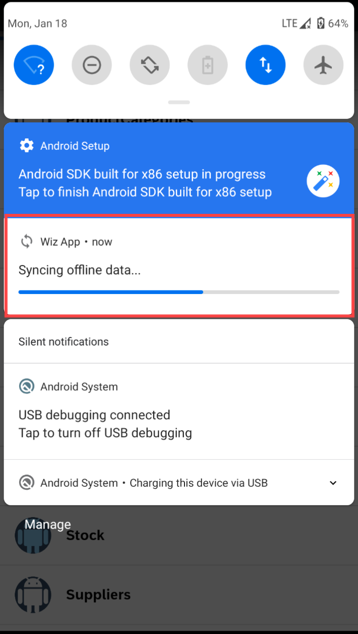 Mon, Jan 18 LTE 64%
?
ProductCategories
Android Setup
Android SDK built for x86 setup in progress
Tap to finish Android SDK built for x86 setup
Wiz App • now
Syncing offline data...
Silent notifications
Android System
USB debugging connected
Tap to turn off USB debugging
Android System • Charging this device via USB
Manage
Stock
Suppliers